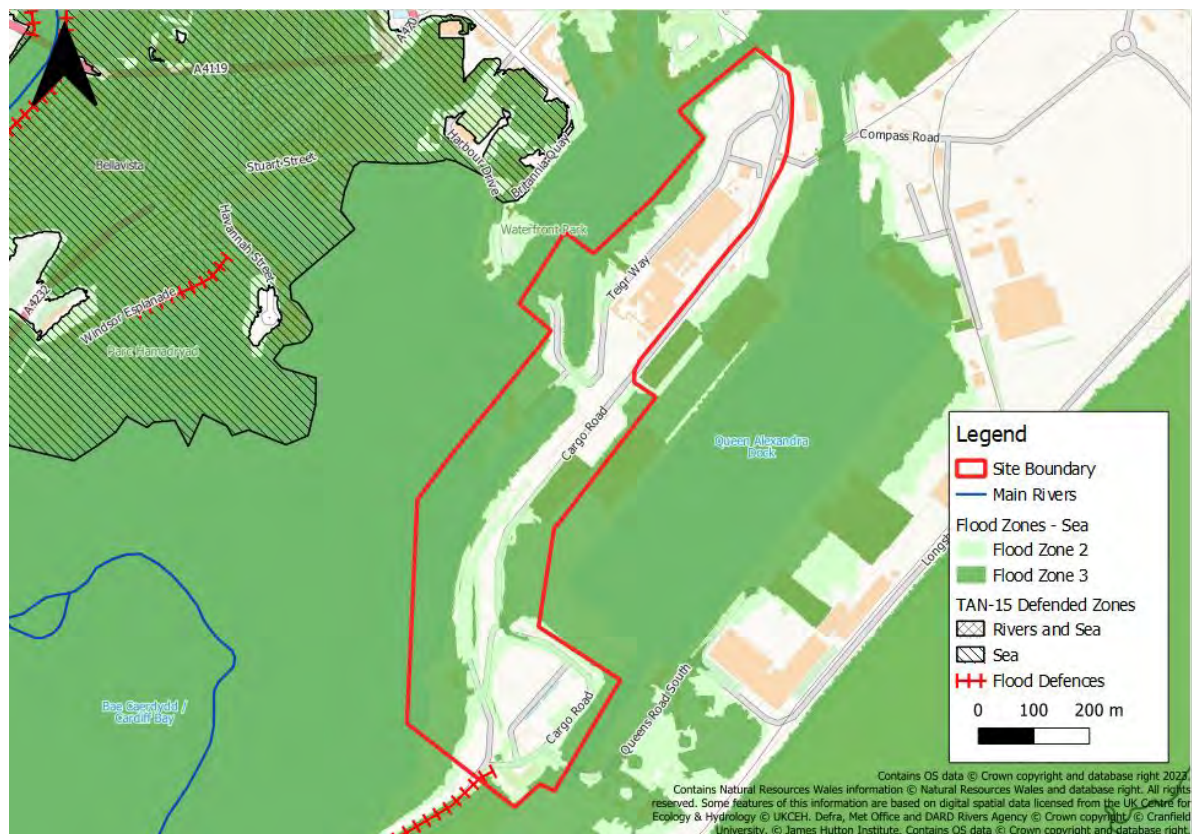 A4119
A470
Bellavista
Stuart Street
Harbour Drive
Britannia Quay
Havannah Street
Waterfront Park
Compass Road
A4232
Windsor Esplanade
Parc Hamadryad
Teigr Way
Cargo Road
Queen Alexandra
Dock
Bae Caerdydd /
Cardiff Bay
Cargo Road
Queens Road South
Longs
Legend
Site Boundary
Main Rivers
Flood Zones - Sea
Flood Zone 2
Flood Zone 3
TAN-15 Defended Zones
Rivers and Sea
Sea
Flood Defences
0 100 200 m
Contains OS data © Crown copyright and database right 2023.
Contains Natural Resources Wales information © Natural Resources Wales and database right. All rights
reserved. Some features of this information are based on digital spatial data licensed from the UK Centre for
Ecology & Hydrology © UKCEH. Defra, Met Office and DARD Rivers Agency © Crown copyright. © Cranfield
University. © James Hutton Institute. Contains OS data © Crown copyright and database right